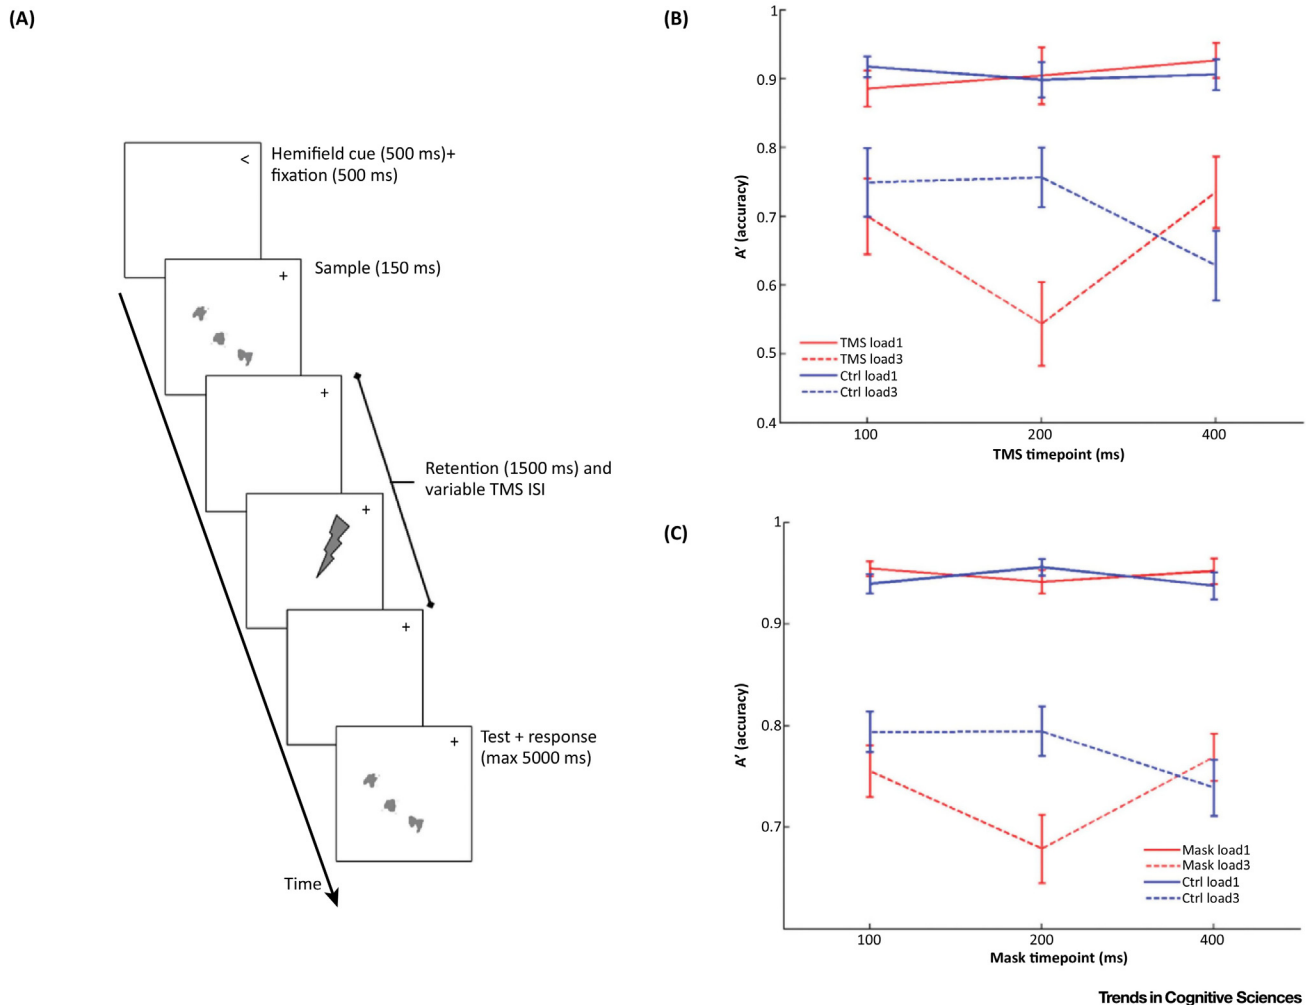 (A)
<
Hemifield cue (500 ms)+
fixation (500 ms)
+
Sample (150 ms)
+
Retention (1500 ms) and
variable TMS ISI
+
+
Test + response
(max 5000 ms)
+
Time
(B)
1
0.9
0.8
0.7
0.6
0.5
0.4
A′ (accuracy)
TMS load1
TMS load3
Ctrl load1
Ctrl load3
100 200 400
TMS timepoint (ms)
(C)
1
0.9
0.8
0.7
A′ (accuracy)
Mask load1
Mask load3
Ctrl load1
Ctrl load3
100 200 400
Mask timepoint (ms)
Trends in Cognitive Sciences